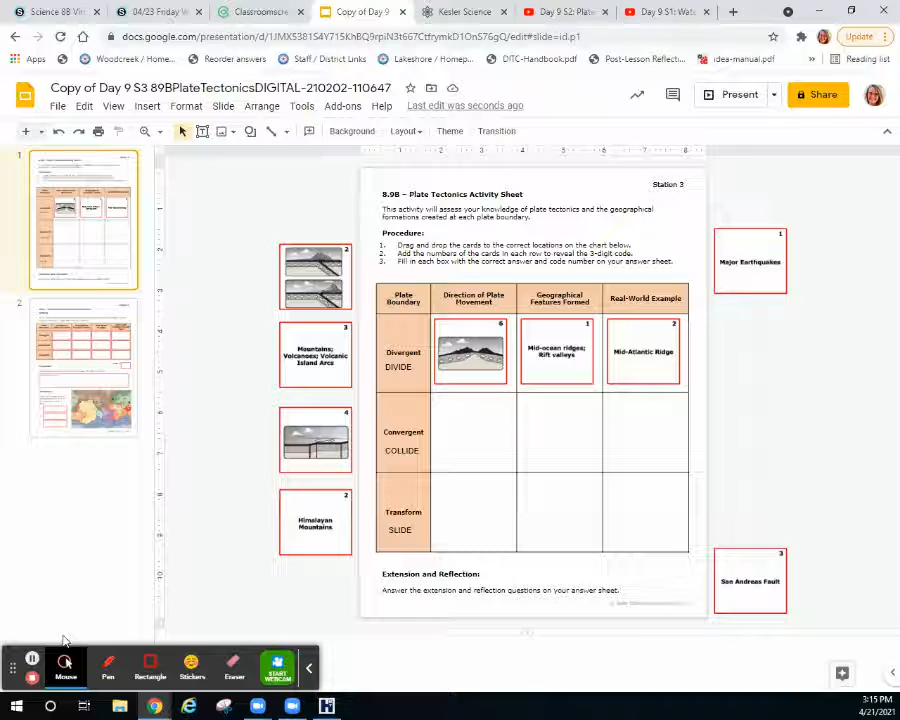 Science 8B Vir
04/23 Friday W
Classroomscre
Copy of Day 9
Kesler Science
Day 9 S2: Plate
Day 9 S1: Wate
docs.google.com/presentation/d/1JMX5381S4Y715KhBQ9rpiN3t667CtfrymkD1OnS76gQ/edit#slide=id.p1
Update
Apps
Woodcreek / Home...
Reorder answers
Staff / District Links
Lakeshore / Homep...
DITC-Handbook.pdf
Post-Lesson Reflecti...
idea-manual.pdf
Reading list
Copy of Day 9 S3 89BPlateTectonicsDIGITAL-210202-110647
File Edit View Insert Format Slide Arrange Tools Add-ons Help Last edit was seconds ago
Present
Share
Background Layout Theme Transition
1
2
Station 3
8.9B – Plate Tectonics Activity Sheet
This activity will assess your knowledge of plate tectonics and the geographical
formations created at each plate boundary.
Procedure:
1. Drag and drop the cards to the correct locations on the chart below.
2. Add the numbers of the cards in each row to reveal the 3-digit code.
3. Fill in each box with the correct answer and code number on your answer sheet.
Plate Boundary
Direction of Plate Movement
Geographical Features Formed
Real-World Example
Divergent
DIVIDE
6
1
Mid-ocean ridges;
Rift valleys
2
Mid-Atlantic Ridge
Convergent
COLLIDE
Transform
SLIDE
Extension and Reflection:
Answer the extension and reflection questions on your answer sheet.
2
3
Mountains;
Volcanoes; Volcanic
Island Arcs
4
2
Himalayan
Mountains
1
Major Earthquakes
3
San Andreas Fault
Mouse
Pen
Rectangle
Stickers
Eraser
START
WEBCAM
3:15 PM
4/21/2021